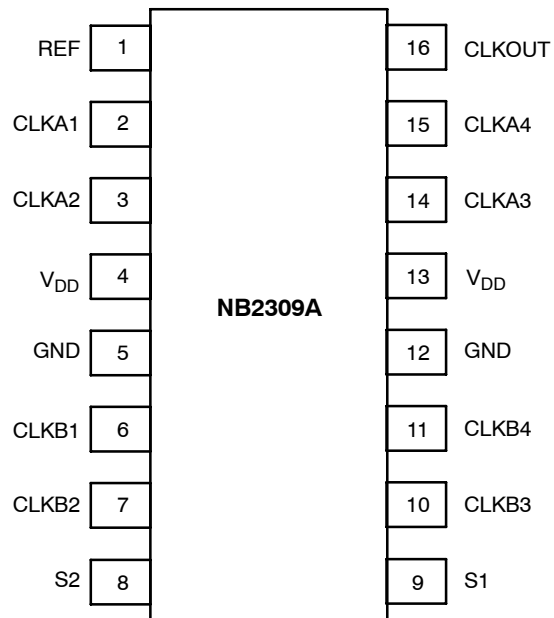 REF 1 16 CLKOUT
CLKA1 2 15 CLKA4
CLKA2 3 14 CLKA3
VDD 4 13 VDD
NB2309A
GND 5 12 GND
CLKB1 6 11 CLKB4
CLKB2 7 10 CLKB3
S2 8 9 S1